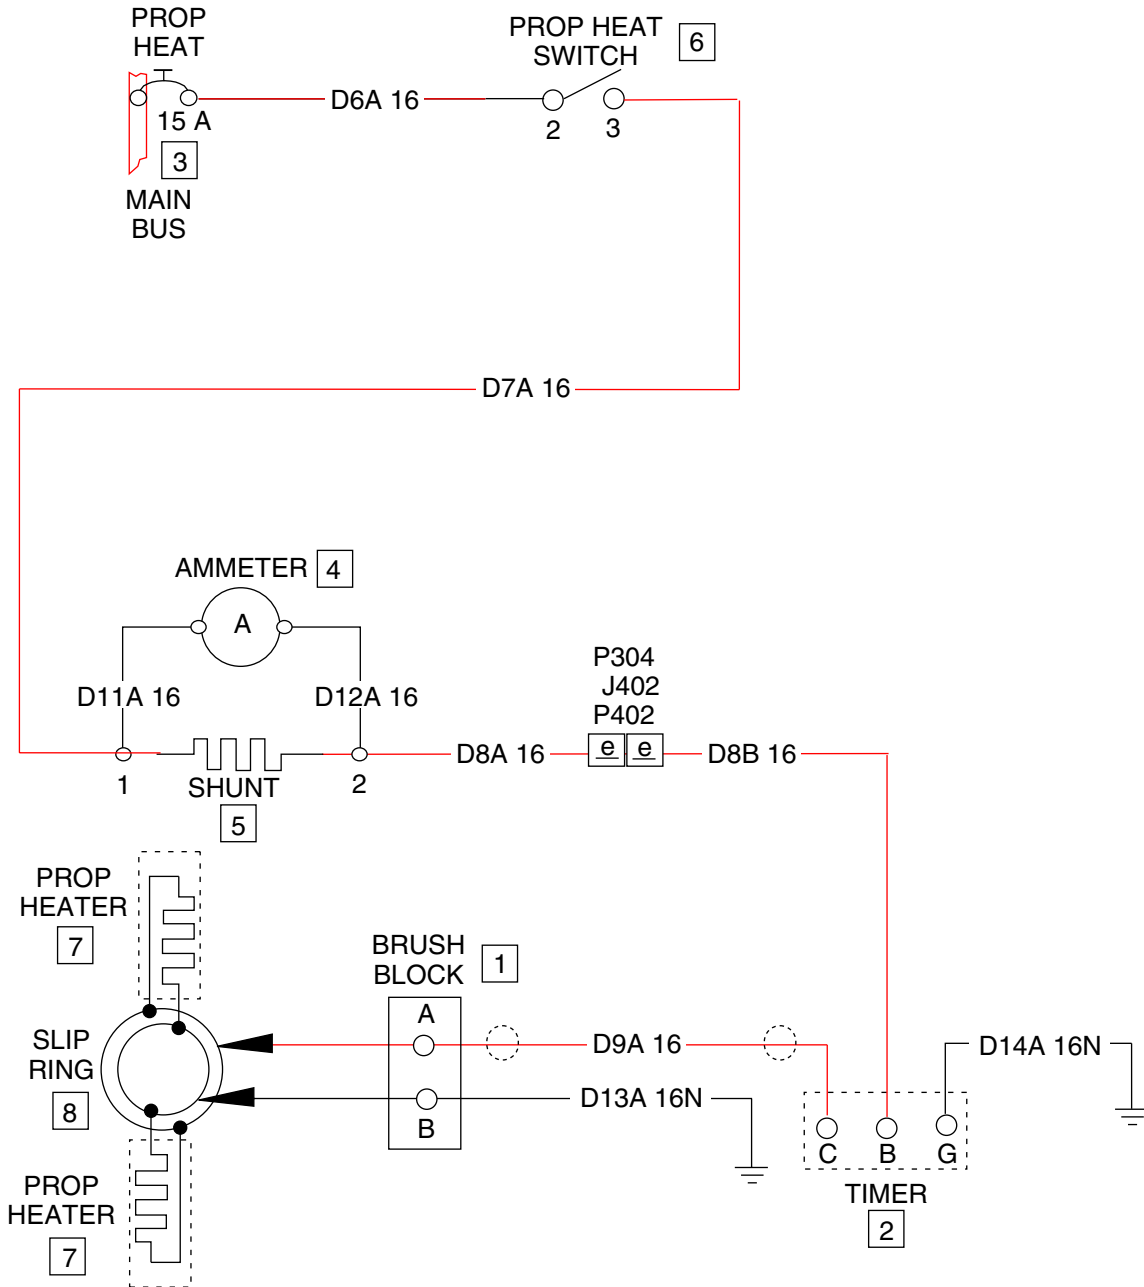 PROP
HEAT
15 A
3
MAIN
BUS
D6A 16
PROP HEAT
SWITCH
6
2
3
D7A 16
AMMETER
4
A
D11A 16
D12A 16
1
SHUNT
2
5
P304
J402
P402
D8A 16
e
e
D8B 16
PROP
HEATER
7
BRUSH
BLOCK
1
A
B
SLIP
RING
8
D9A 16
D13A 16N
D14A 16N
C
B
G
TIMER
2
PROP
HEATER
7